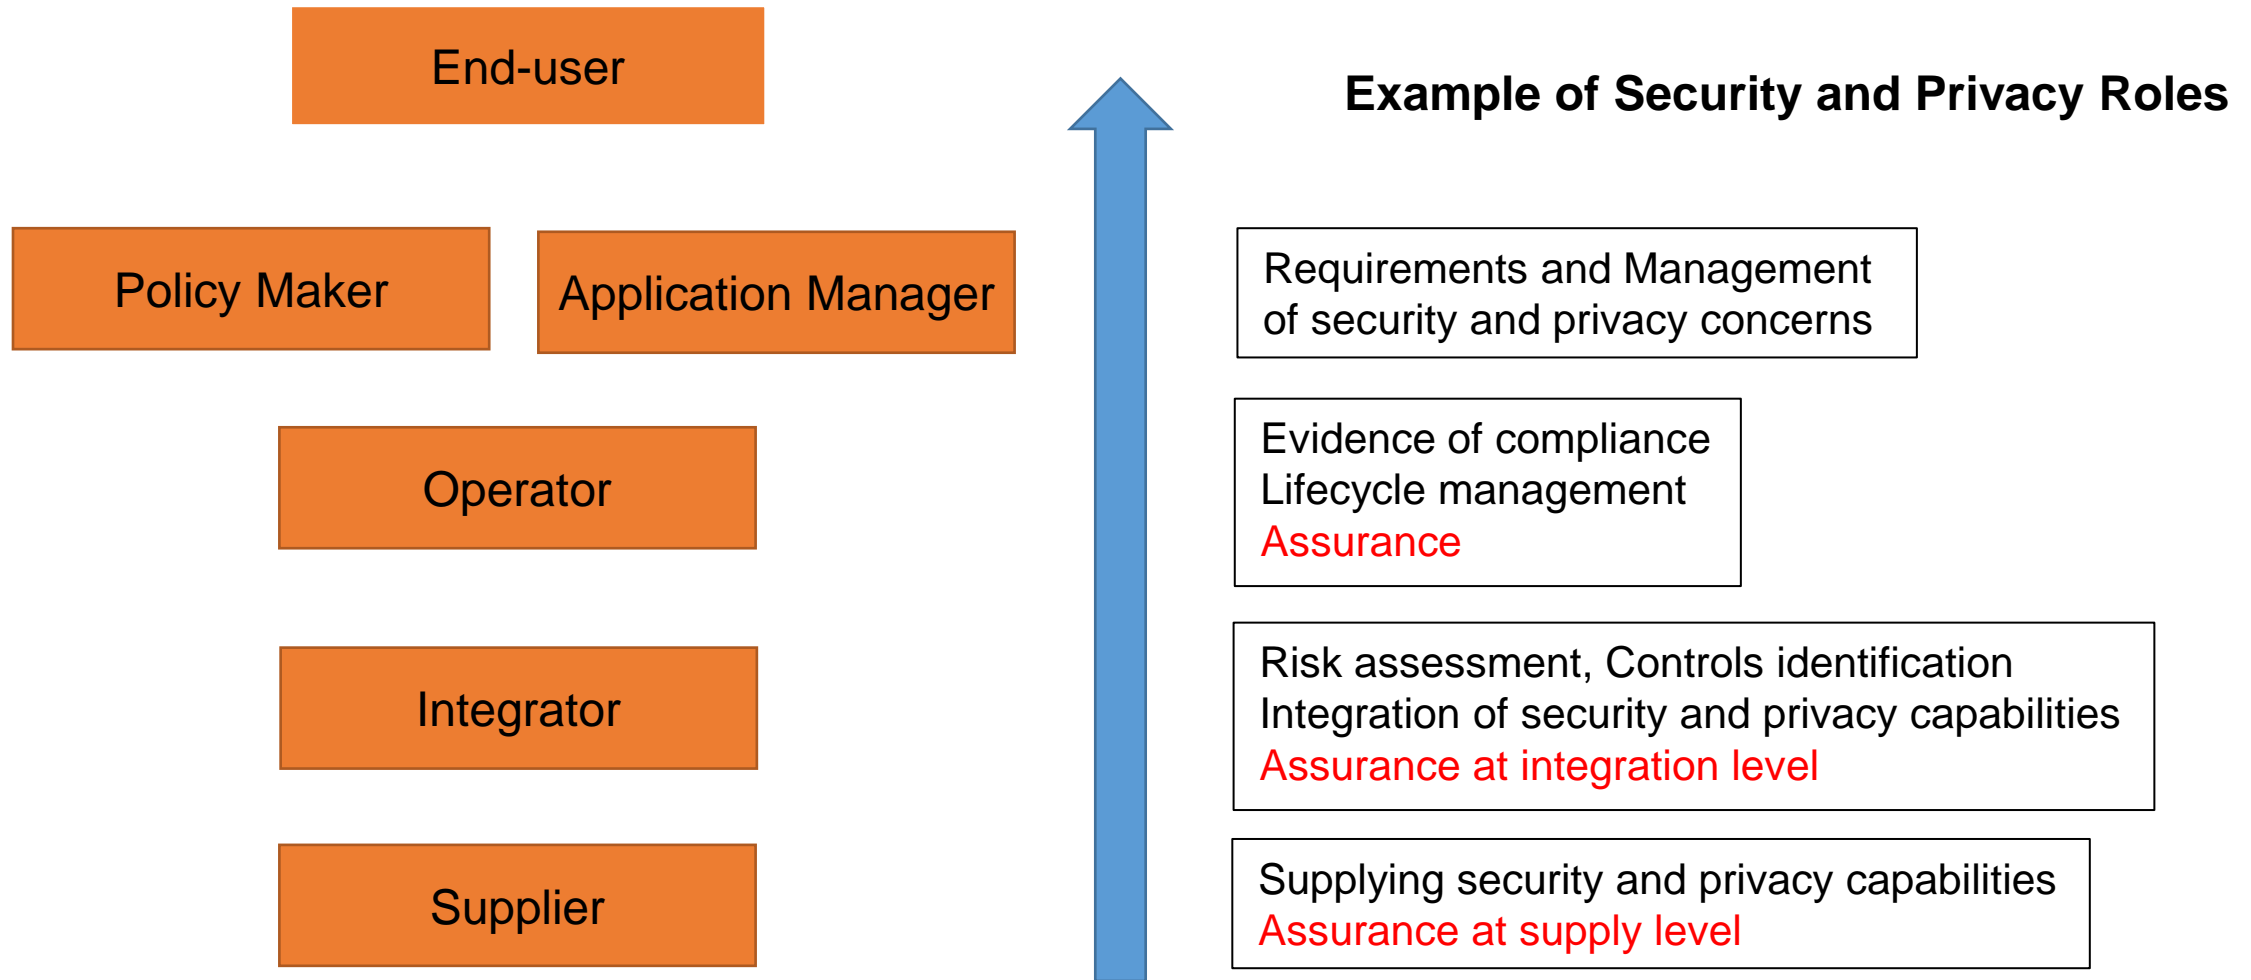 End-user
Example of Security and Privacy Roles
Policy Maker
Application Manager
Requirements and Management
of security and privacy concerns
Operator
Evidence of compliance
Lifecycle management
Assurance
Integrator
Risk assessment, Controls identification
Integration of security and privacy capabilities
Assurance at integration level
Supplier
Supplying security and privacy capabilities
Assurance at supply level